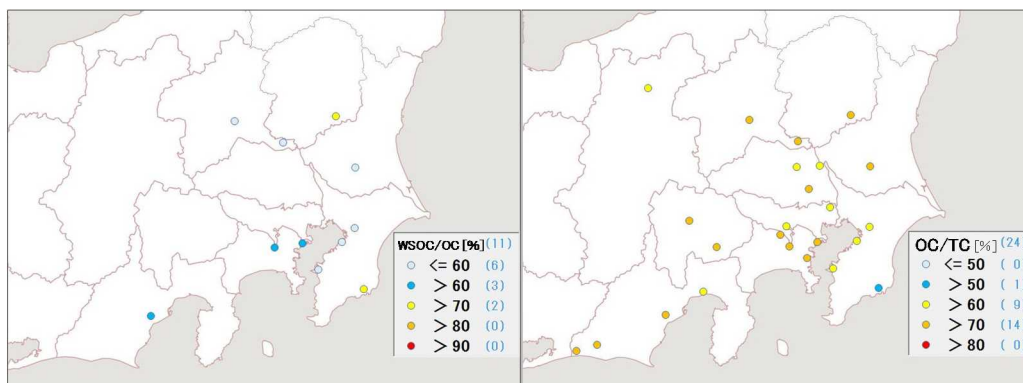 WSOC/OC[%] (11)
<= 60 (6)
> 60 (3)
> 70 (2)
> 80 (0)
> 90 (0)
OC/TC [%] (24
<= 50 ( 0
> 50 ( 1
> 60 ( 9
> 70 (14
> 80 ( 0